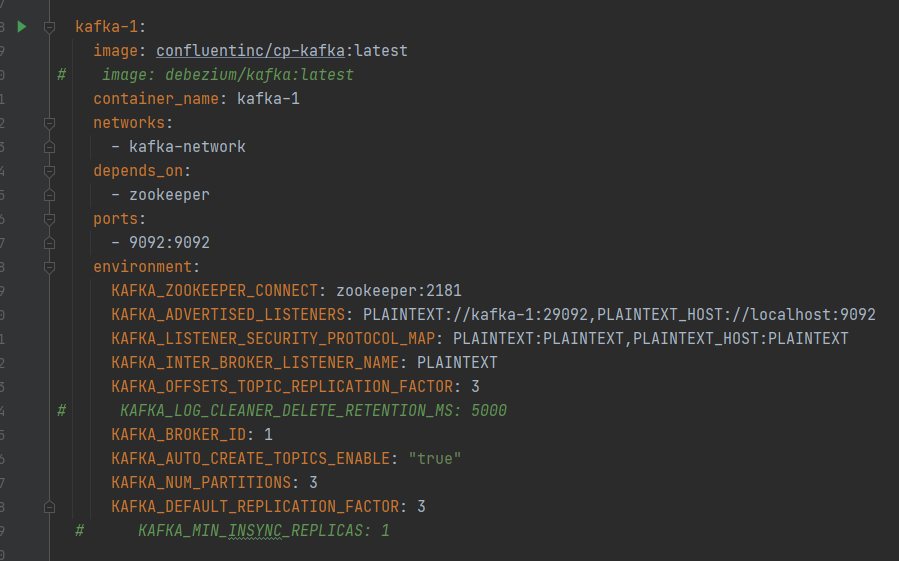 kafka-1:
image: confluentinc/cp-kafka:latest
# image: debezium/kafka:latest
container_name: kafka-1
networks:
- kafka-network
depends_on:
- zookeeper
ports:
- 9092:9092
environment:
KAFKA_ZOOKEEPER_CONNECT: zookeeper:2181
KAFKA_ADVERTISED_LISTENERS: PLAINTEXT://kafka-1:29092,PLAINTEXT_HOST://localhost:9092
KAFKA_LISTENER_SECURITY_PROTOCOL_MAP: PLAINTEXT:PLAINTEXT,PLAINTEXT_HOST:PLAINTEXT
KAFKA_INTER_BROKER_LISTENER_NAME: PLAINTEXT
KAFKA_OFFSETS_TOPIC_REPLICATION_FACTOR: 3
# KAFKA_LOG_CLEANER_DELETE_RETENTION_MS: 5000
KAFKA_BROKER_ID: 1
KAFKA_AUTO_CREATE_TOPICS_ENABLE: "true"
KAFKA_NUM_PARTITIONS: 3
KAFKA_DEFAULT_REPLICATION_FACTOR: 3
# KAFKA_MIN_INSYNC_REPLICAS: 1